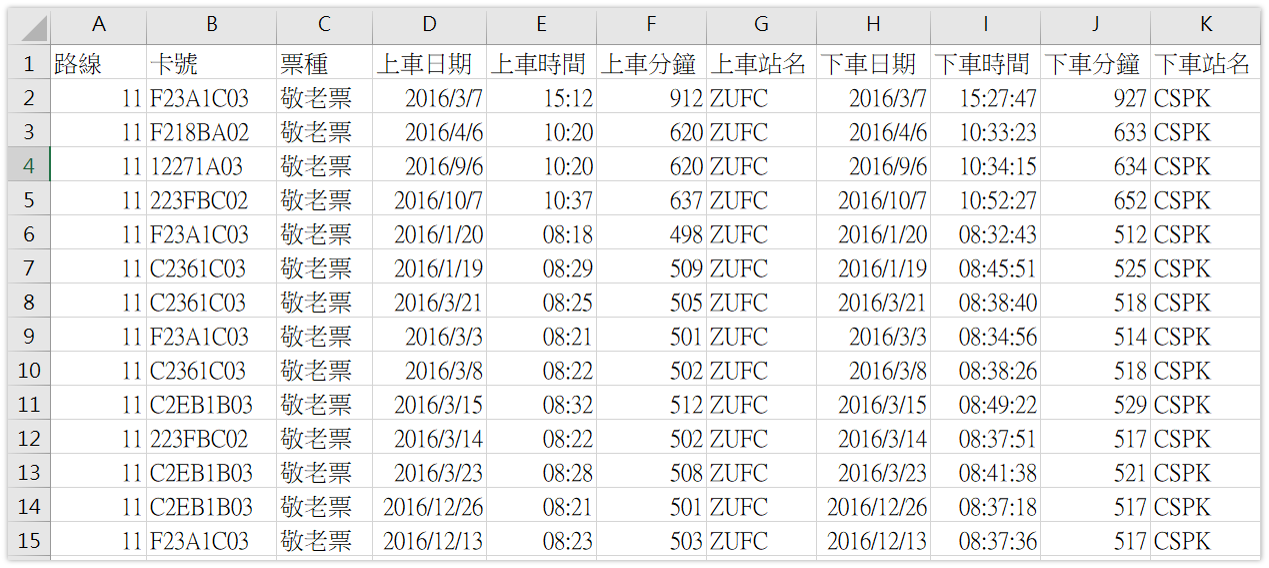 A B C D E F G H I J K
1 路線 卡號 票種 上車日期 上車時間 上車分鐘 上車站名 下車日期 下車時間 下車分鐘 下車站名
2 11 F23A1C03 敬老票 2016/3/7 15:12 912 ZUFC 2016/3/7 15:27:47 927 CSPK
3 11 F218BA02 敬老票 2016/4/6 10:20 620 ZUFC 2016/4/6 10:33:23 633 CSPK
4 11 12271A03 敬老票 2016/9/6 10:20 620 ZUFC 2016/9/6 10:34:15 634 CSPK
5 11 223FBC02 敬老票 2016/10/7 10:37 637 ZUFC 2016/10/7 10:52:27 652 CSPK
6 11 F23A1C03 敬老票 2016/1/20 08:18 498 ZUFC 2016/1/20 08:32:43 512 CSPK
7 11 C2361C03 敬老票 2016/1/19 08:29 509 ZUFC 2016/1/19 08:45:51 525 CSPK
8 11 C2361C03 敬老票 2016/3/21 08:25 505 ZUFC 2016/3/21 08:38:40 518 CSPK
9 11 F23A1C03 敬老票 2016/3/3 08:21 501 ZUFC 2016/3/3 08:34:56 514 CSPK
10 11 C2361C03 敬老票 2016/3/8 08:22 502 ZUFC 2016/3/8 08:38:26 518 CSPK
11 11 C2EB1B03 敬老票 2016/3/15 08:32 512 ZUFC 2016/3/15 08:49:22 529 CSPK
12 11 223FBC02 敬老票 2016/3/14 08:22 502 ZUFC 2016/3/14 08:37:51 517 CSPK
13 11 C2EB1B03 敬老票 2016/3/23 08:28 508 ZUFC 2016/3/23 08:41:38 521 CSPK
14 11 C2EB1B03 敬老票 2016/12/26 08:21 501 ZUFC 2016/12/26 08:37:18 517 CSPK
15 11 F23A1C03 敬老票 2016/12/13 08:23 503 ZUFC 2016/12/13 08:37:36 517 CSPK